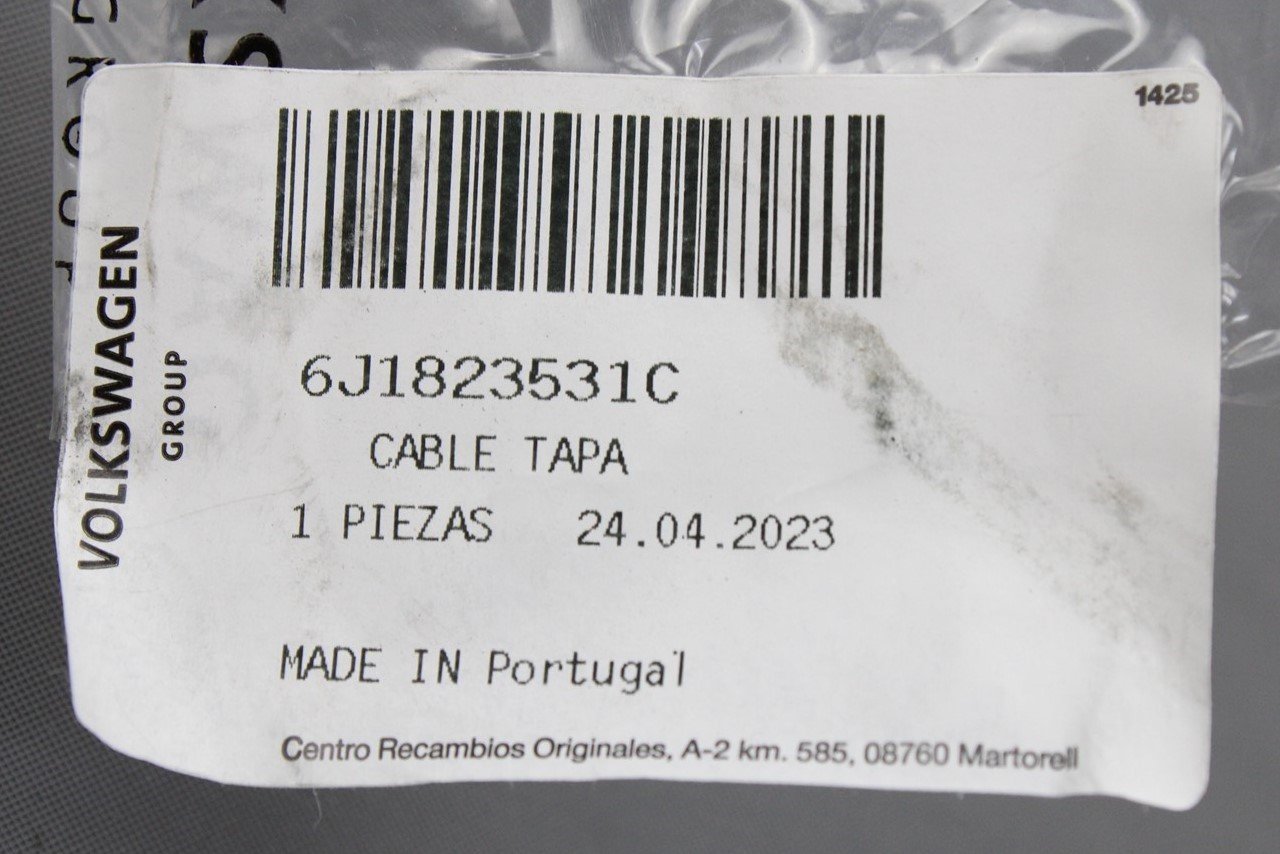 1425
VOLKSWAGEN
GROUP
6J1823531C
CABLE TAPA
1 PIEZAS 24.04.2023
MADE IN Portugal
Centro Recambios Originales, A-2 km. 585, 08760 Martorell